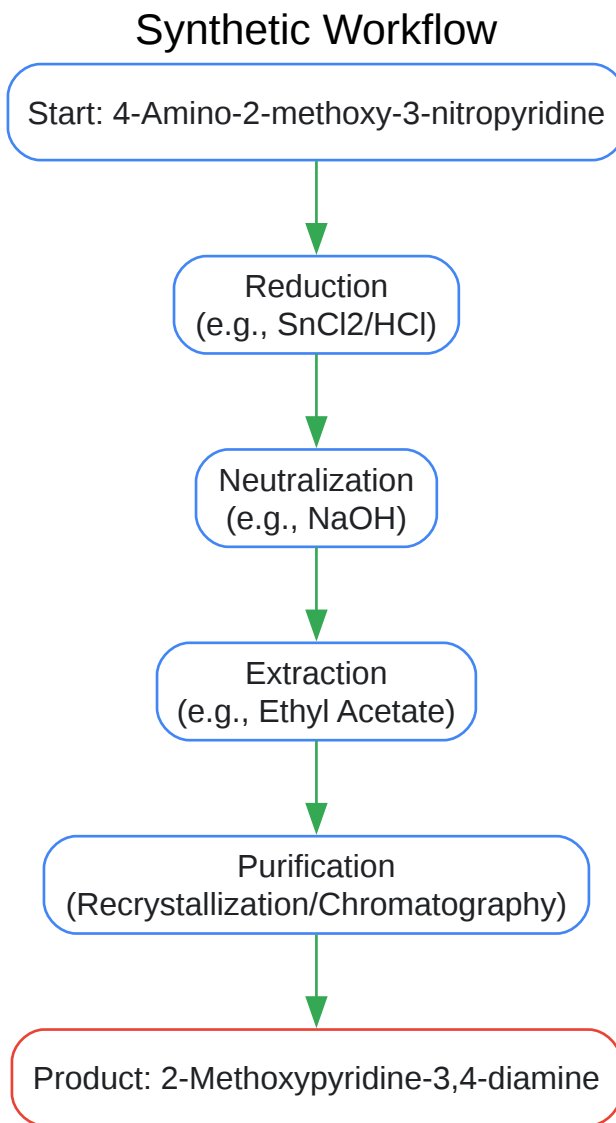 Synthetic Workflow
Start: 4-Amino-2-methoxy-3-nitropyridine
Reduction
(e.g., SnCl2/HCl)
Neutralization
(e.g., NaOH)
Extraction
(e.g., Ethyl Acetate)
Purification
(Recrystallization/Chromatography)
Product: 2-Methoxypyridine-3,4-diamine